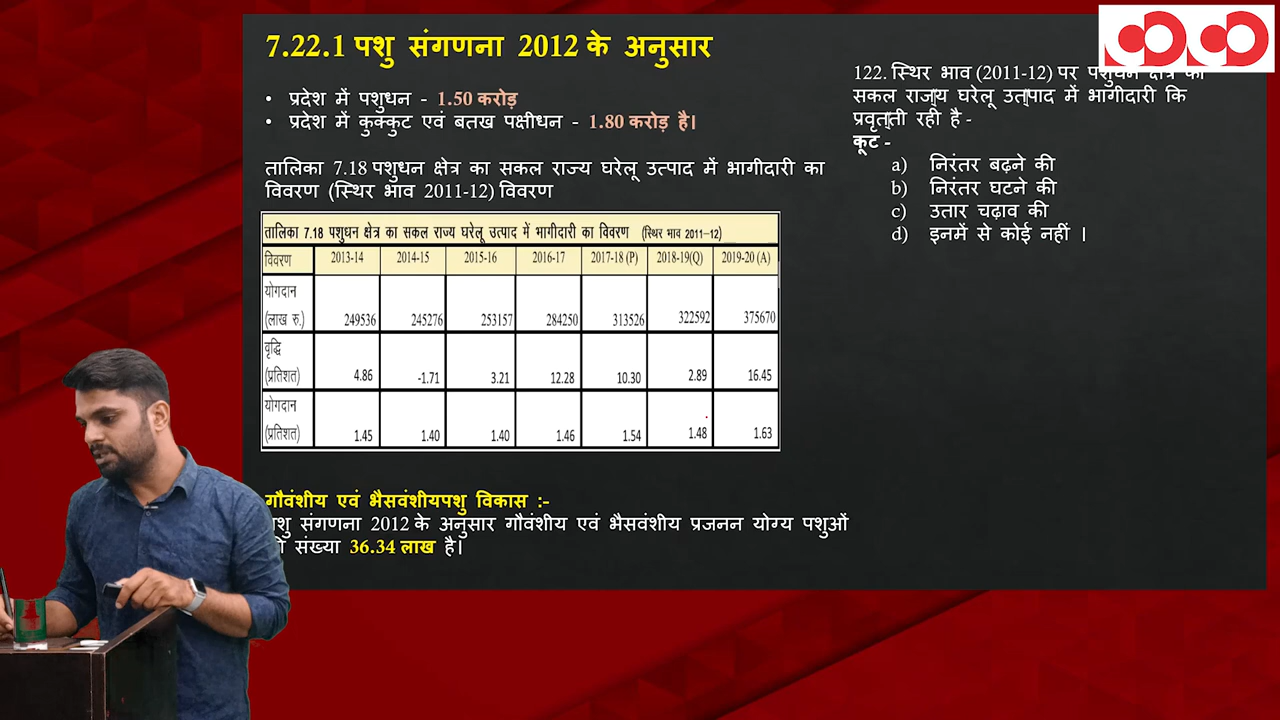 7.22.1 पशु संगणना 2012 के अनुसार
• प्रदेश में पशुधन - 1.50 करोड़
• प्रदेश में कुक्कुट एवं बतख पक्षीधन - 1.80 करोड़ है।
तालिका 7.18 पशुधन क्षेत्र का सकल राज्य घरेलू उत्पाद में भागीदारी का
विवरण (स्थिर भाव 2011-12) विवरण
तालिका 7.18 पशुधन क्षेत्र का सकल राज्य घरेलू उत्पाद में भागीदारी का विवरण (स्थिर भाव 2011-12)
विवरण 2013-14 2014-15 2015-16 2016-17 2017-18 (P) 2018-19(Q) 2019-20 (A)
योगदान
(लाख रु.) 249536 245276 253157 284250 313526 322592 375670
वृद्धि
(प्रतिशत) 4.86 -1.71 3.21 12.28 10.30 2.89 16.45
योगदान
(प्रतिशत) 1.45 1.40 1.40 1.46 1.54 1.48 1.63
गौवंशीय एवं भैसवंशीयपशु विकास :-
संगणना 2012 के अनुसार गौवंशीय एवं भैसवंशीय प्रजनन योग्य पशुओं
संख्या 36.34 लाख है।
122. स्थिर भाव (2011-12) पर पशुधन क्षेत्र का
सकल राज्य घरेलू उत्पाद में भागीदारी कि
प्रवृत्ती रही है -
कूट -
a) निरंतर बढ़ने की
b) निरंतर घटने की
c) उतार चढ़ाव की
d) इनमें से कोई नहीं ।